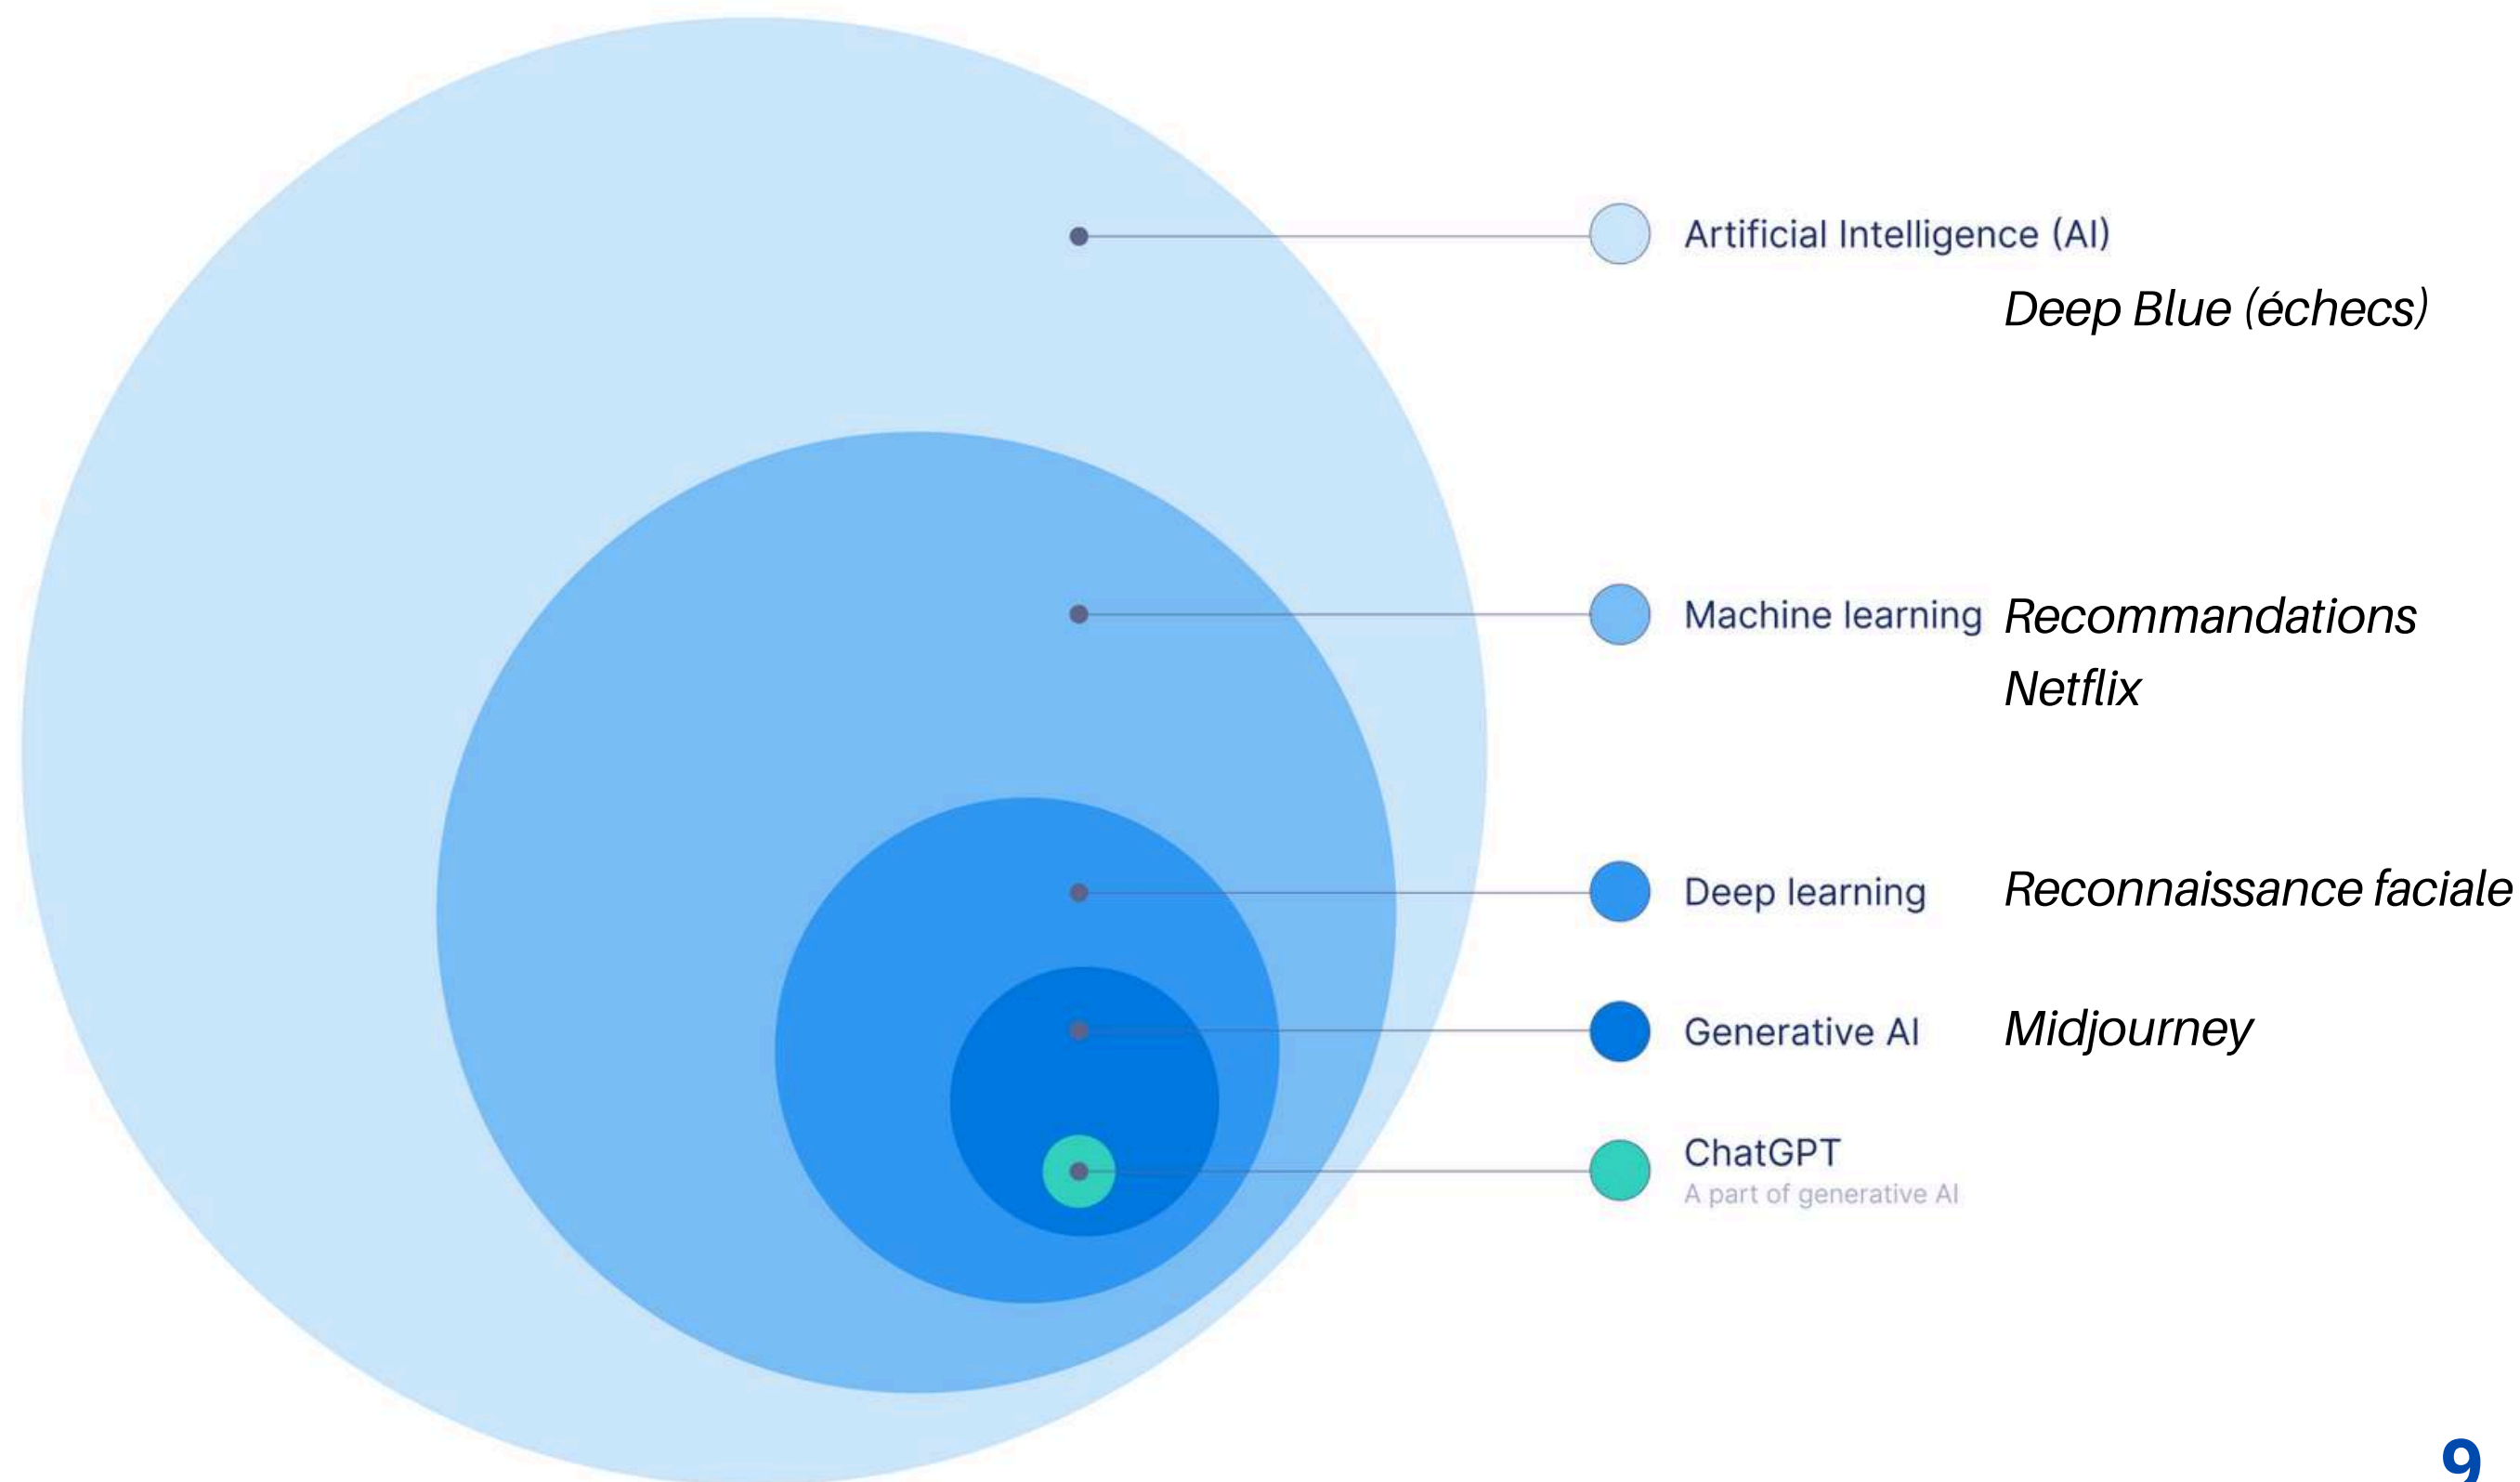 Artificial Intelligence (AI)
Deep Blue (échecs)
Machine learning Recommandations
Netflix
Deep learning Reconnaissance faciale
Generative AI Midjourney
ChatGPT
A part of generative AI
9